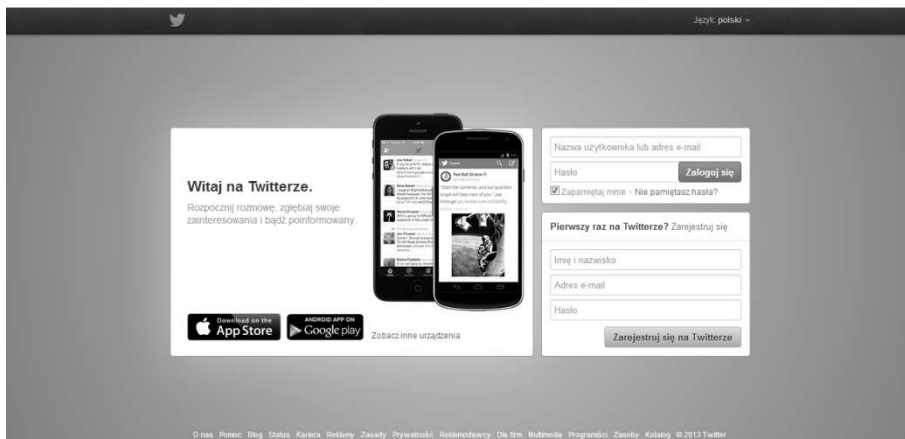 Język: polski
Witaj na Twitterze.
Rozpocznij rozmowę, zgłębiaj swoje
zainteresowania i bądź poinformowany.
Download on the
App Store
ANDROID APP ON
Google play
Zobacz inne urządzenia
Nazwa użytkownika lub adres e-mail
Hasło
Zaloguj się
Zapamiętaj mnie · Nie pamiętasz hasła?
Pierwszy raz na Twitterze? Zarejestruj się
Imię i nazwisko
Adres e-mail
Hasło
Zarejestruj się na Twitterze
O nas Pomoc Blog Status Kariera Reklamy Zasady Prywatność Reklamodawcy Dla firm Multimedia Programiści Zasoby Katalog © 2013 Twitter